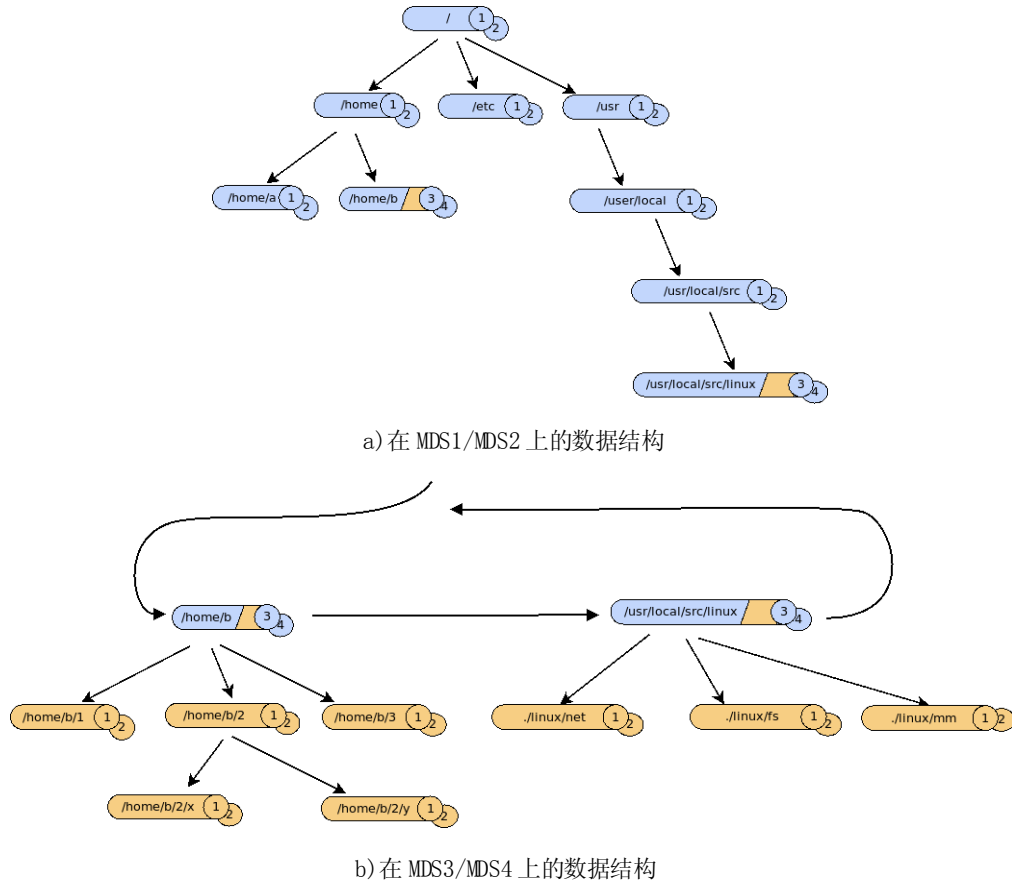 / 1 2
/home 1 2 /etc 1 2 /usr 1 2
/home/a 1 2 /home/b 3 4 /user/local 1 2
/usr/local/src 1 2
/usr/local/src/linux 3 4
a)在 MDS1/MDS2 上的数据结构
/home/b 3 4 /usr/local/src/linux 3 4
/home/b/1 1 2 /home/b/2 1 2 /home/b/3 1 2 ./linux/net 1 2 ./linux/fs 1 2 ./linux/mm 1 2
/home/b/2/x 1 2 /home/b/2/y 1 2
b)在 MDS3/MDS4 上的数据结构